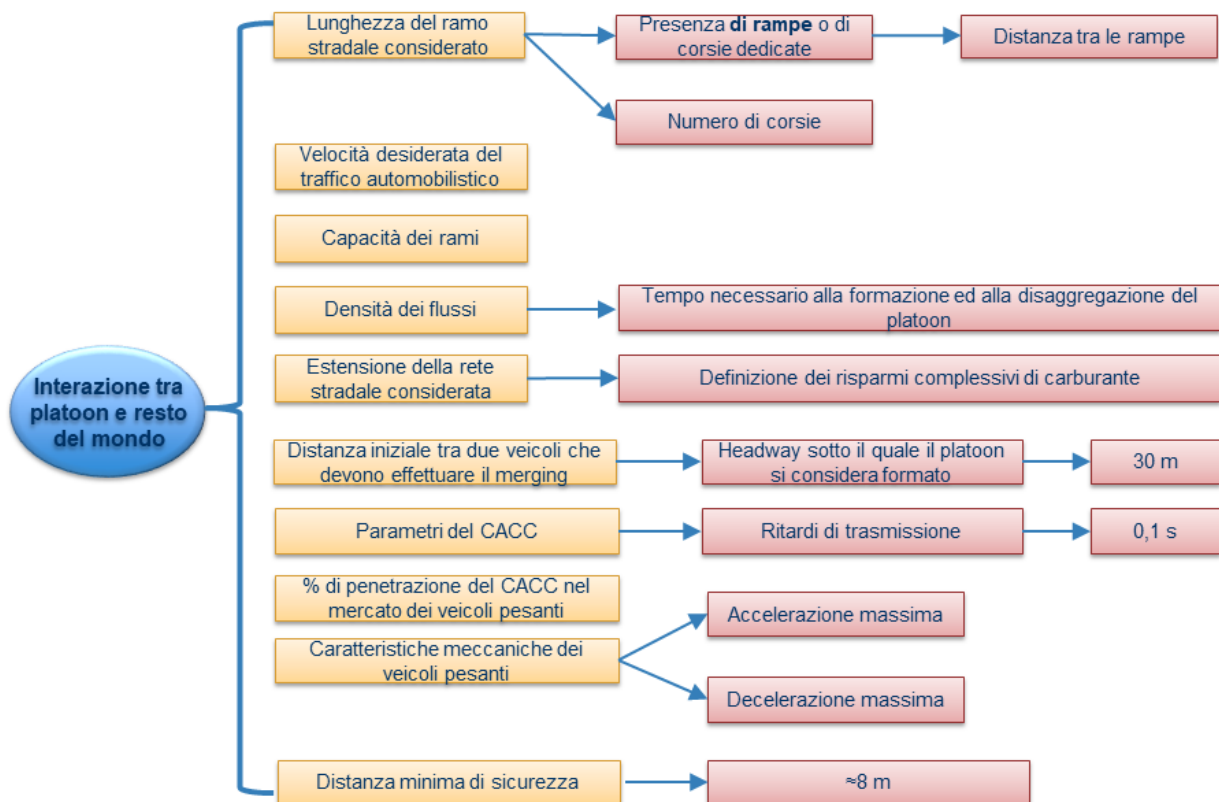 Lunghezza del ramo
stradale considerato
Presenza di rampe o di
corsie dedicate
Distanza tra le rampe
Numero di corsie
Velocità desiderata del
traffico automobilistico
Capacità dei rami
Densità dei flussi
Tempo necessario alla formazione ed alla disaggregazione del
platoon
Estensione della rete
stradale considerata
Definizione dei risparmi complessivi di carburante
Interazione tra
platoon e resto
del mondo
Distanza iniziale tra due veicoli che
devono effettuare il merging
Headway sotto il quale il platoon
si considera formato
30 m
Parametri del CACC
Ritardi di trasmissione
0,1 s
% di penetrazione del CACC nel
mercato dei veicoli pesanti
Caratteristiche meccaniche dei
veicoli pesanti
Accelerazione massima
Decelerazione massima
Distanza minima di sicurezza
≈8 m